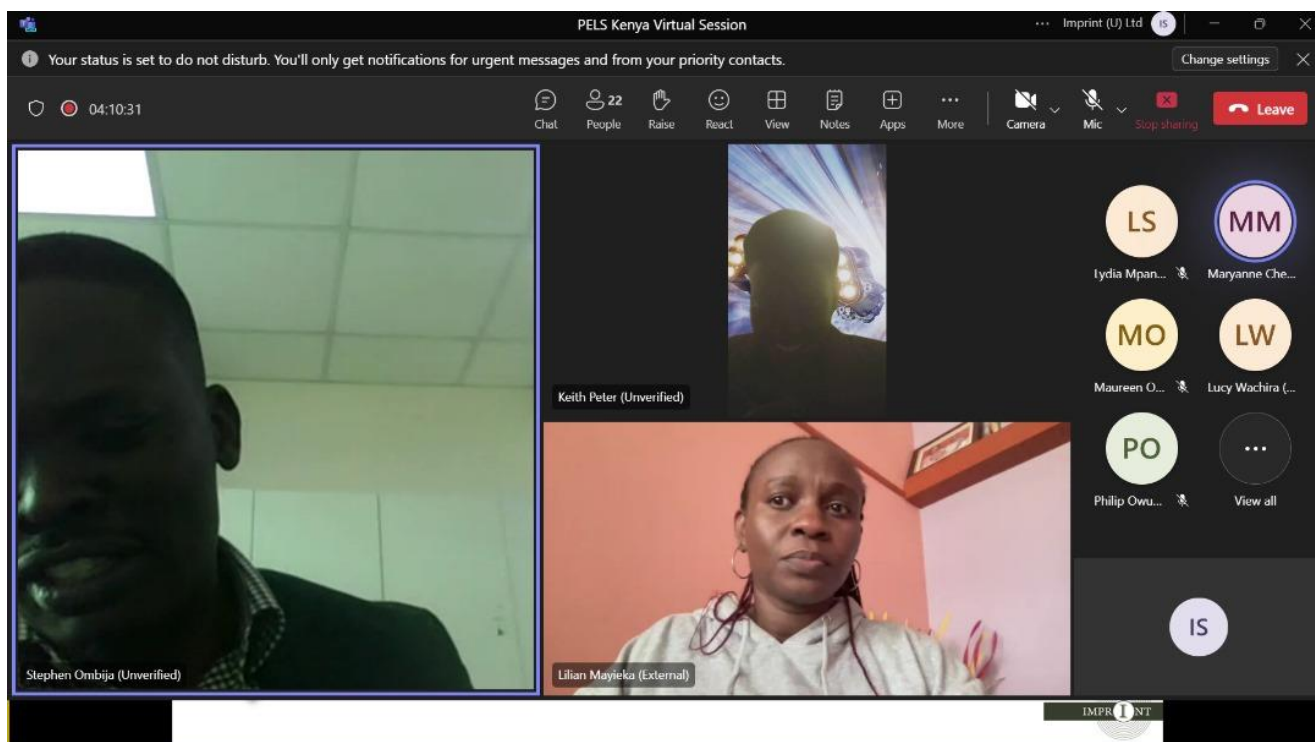 PELS Kenya Virtual Session
... Imprint (U) Ltd IS
Your status is set to do not disturb. You'll only get notifications for urgent messages and from your priority contacts.
Change settings
04:10:31
22
Chat People Raise React View Notes Apps More Camera Mic Stop sharing
Leave
LS MM
Lydia Mpan... Maryanne Che...
MO LW
Maureen O... Lucy Wachira (...
PO ...
Philip Owu... View all
IS
Keith Peter (Unverified)
Stephen Ombija (Unverified)
Lilian Mayieka (External)
IMPRINT